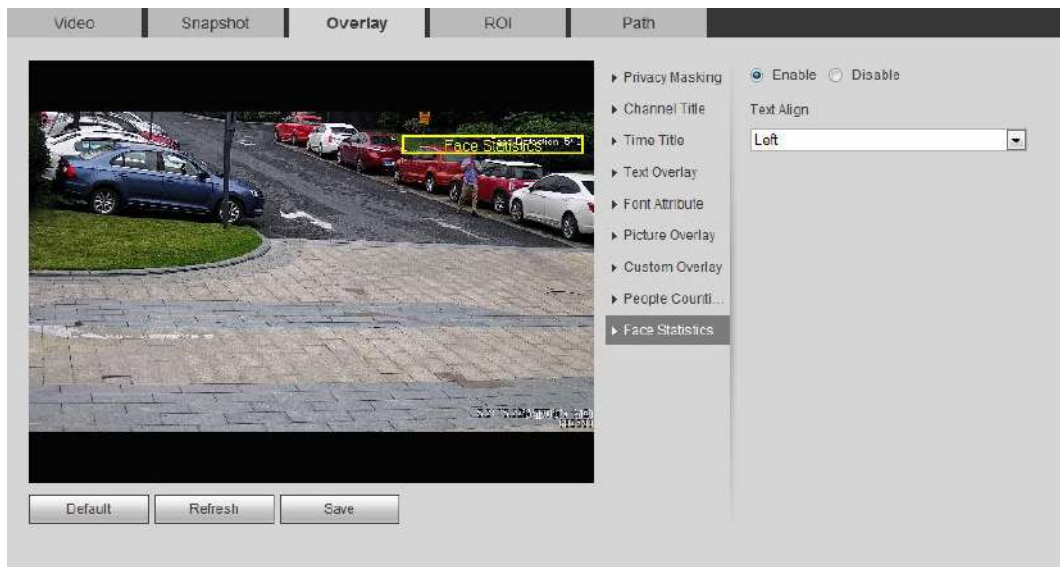 Video Snapshot Overlay ROI Path
Privacy Masking
Channel Title
Time Title
Text Overlay
Font Attribute
Picture Overlay
Custom Overlay
People Counti...
Face Statistics
Enable Disable
Text Align
Left
Face Statistics
Default Refresh Save